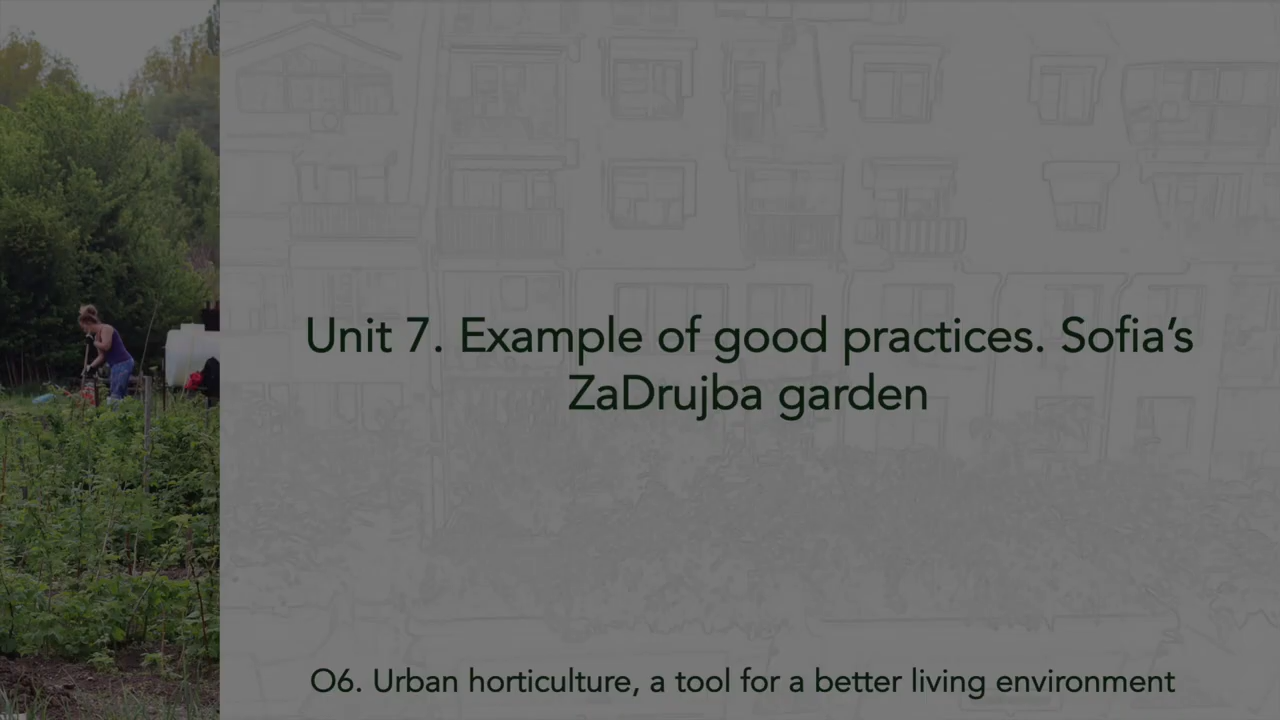 Unit 7. Example of good practices. Sofia’s
ZaDrujba garden
O6. Urban horticulture, a tool for a better living environment